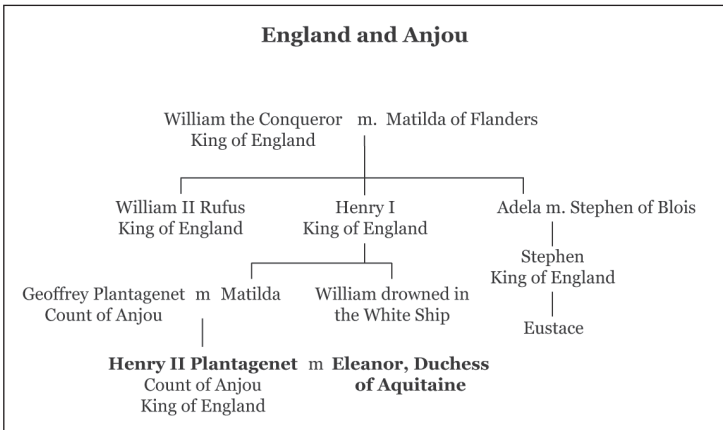 England and Anjou
William the Conqueror m. Matilda of Flanders
King of England
William II Rufus
King of England
Henry I
King of England
Adela m. Stephen of Blois
Stephen
King of England
Geoffrey Plantagenet m Matilda
Count of Anjou
William drowned in
the White Ship
Eustace
Henry II Plantagenet m Eleanor, Duchess
of Aquitaine
Count of Anjou
King of England